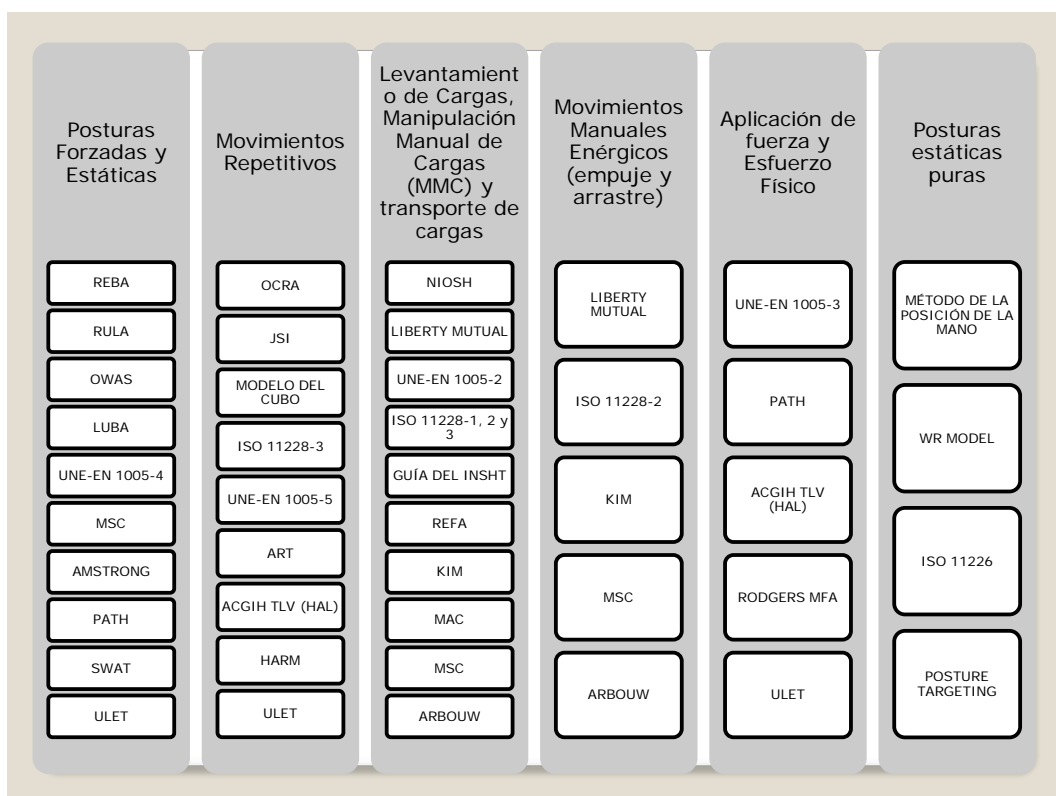 Posturas
Forzadas y
Estáticas
REBA
RULA
OWAS
LUBA
UNE-EN 1005-4
MSC
AMSTRONG
PATH
SWAT
ULET
Movimientos
Repetitivos
OCRA
JSI
MODELO DEL
CUBO
ISO 11228-3
UNE-EN 1005-5
ART
ACGIH TLV (HAL)
HARM
ULET
Levantamient
o de Cargas,
Manipulación
Manual de
Cargas
(MMC) y
transporte de
cargas
NIOSH
LIBERTY MUTUAL
UNE-EN 1005-2
ISO 11228-1, 2 y
3
GUÍA DEL INSHT
REFA
KIM
MAC
MSC
ARBOUW
Movimientos
Manuales
Enérgicos
(empuje y
arrastre)
LIBERTY
MUTUAL
ISO 11228-2
KIM
MSC
ARBOUW
Aplicación de
fuerza y
Esfuerzo
Físico
UNE-EN 1005-3
PATH
ACGIH TLV
(HAL)
RODGERS MFA
ULET
Posturas
estáticas
puras
MÉTODO DE LA
POSICIÓN DE LA
MANO
WR MODEL
ISO 11226
POSTURE
TARGETING